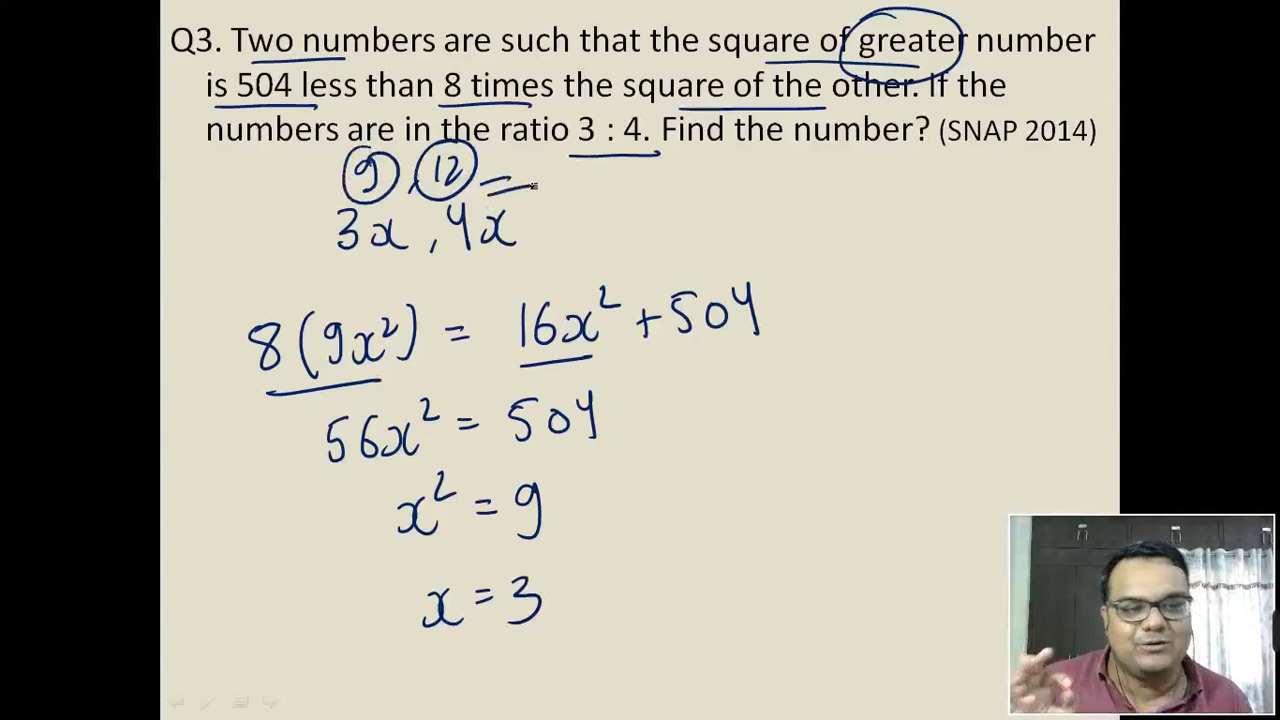 Q3. Two numbers are such that the square of greater number
is 504 less than 8 times the square of the other. If the
numbers are in the ratio 3 : 4. Find the number? (SNAP 2014)
9, 12 =
3x , 4x
8(9x²) = 16x² + 504
56x² = 504
x² = 9
x = 3